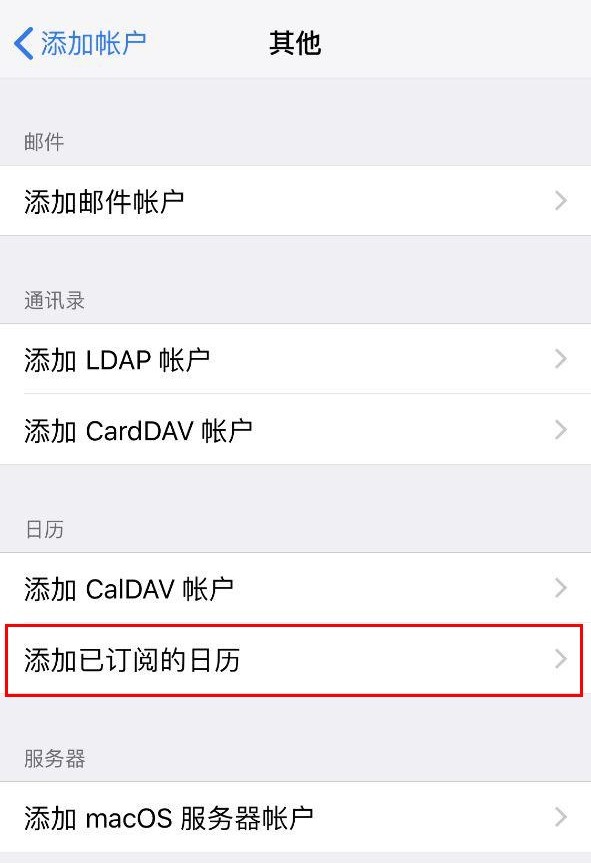 添加帐户 其他
邮件
添加邮件帐户
通讯录
添加 LDAP 帐户
添加 CardDAV 帐户
日历
添加 CalDAV 帐户
添加已订阅的日历
服务器
添加 macOS 服务器帐户